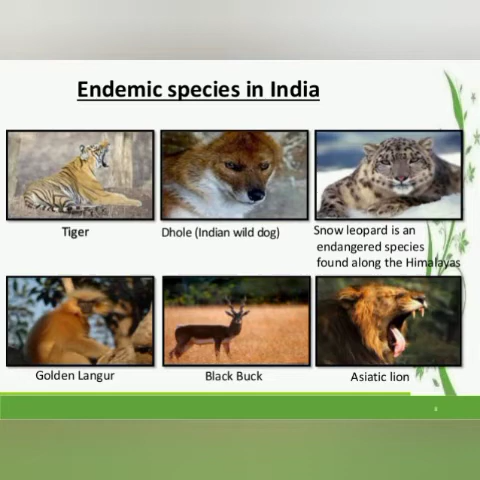 Endemic species in India
Tiger
Dhole (Indian wild dog)
Snow leopard is an
endangered species
found along the Himalayas
Golden Langur
Black Buck
Asiatic lion